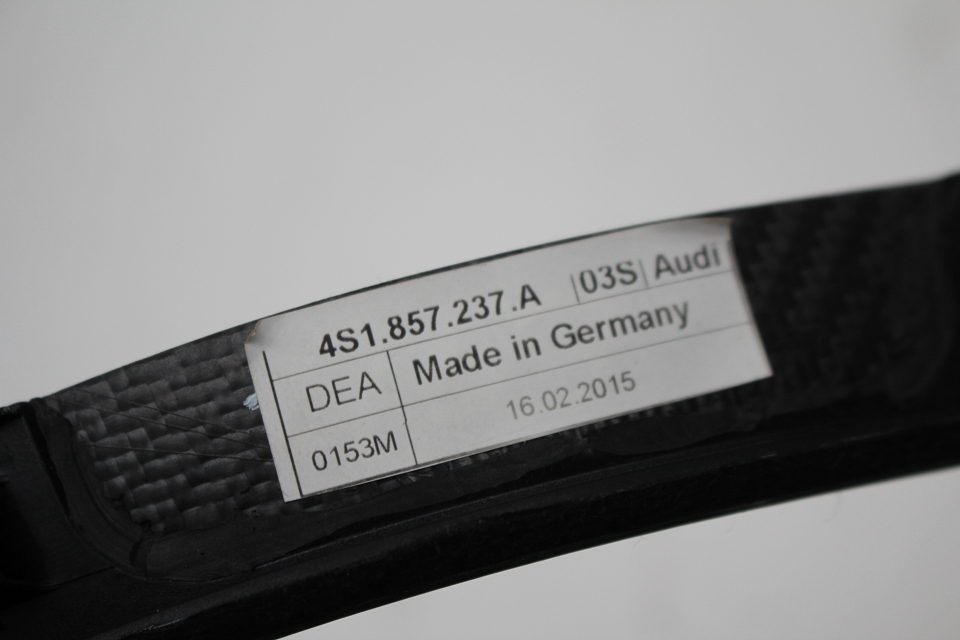 4S1.857.237.A |03S| Audi
DEA Made in Germany
0153M 16.02.2015